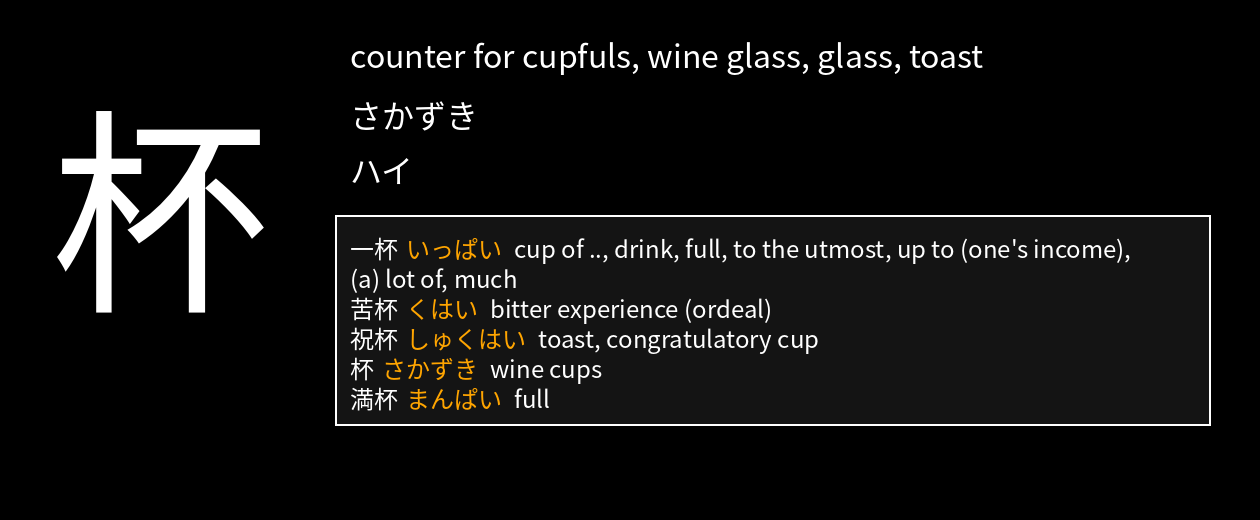 杯
counter for cupfuls, wine glass, glass, toast
さかずき
ハイ
一杯 いっぱい cup of .., drink, full, to the utmost, up to (one's income),
(a) lot of, much
苦杯 くはい bitter experience (ordeal)
祝杯 しゅくはい toast, congratulatory cup
杯 さかずき wine cups
満杯 まんぱい full